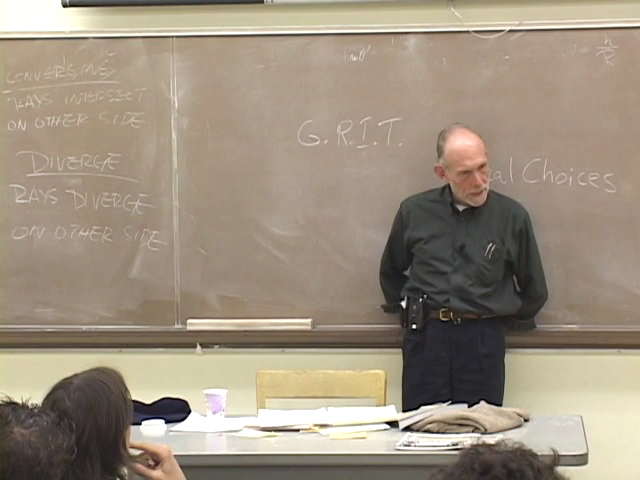 CONVERGING
RAYS INTERSECT
ON OTHER SIDE
DIVERGE
RAYS DIVERGE
ON OTHER SIDE
G.R.I.T.
al Choices